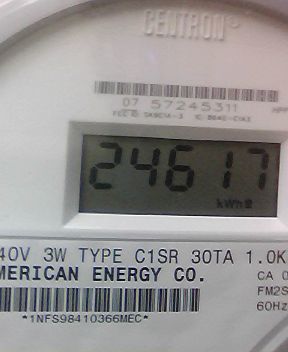 CENTRON®
07 57245311
24617
kWh
40V 3W TYPE C1SR 30TA 1.0K
MERICAN ENERGY CO.
CA 0
FM2S
60Hz
*1NFS98410366MEC*